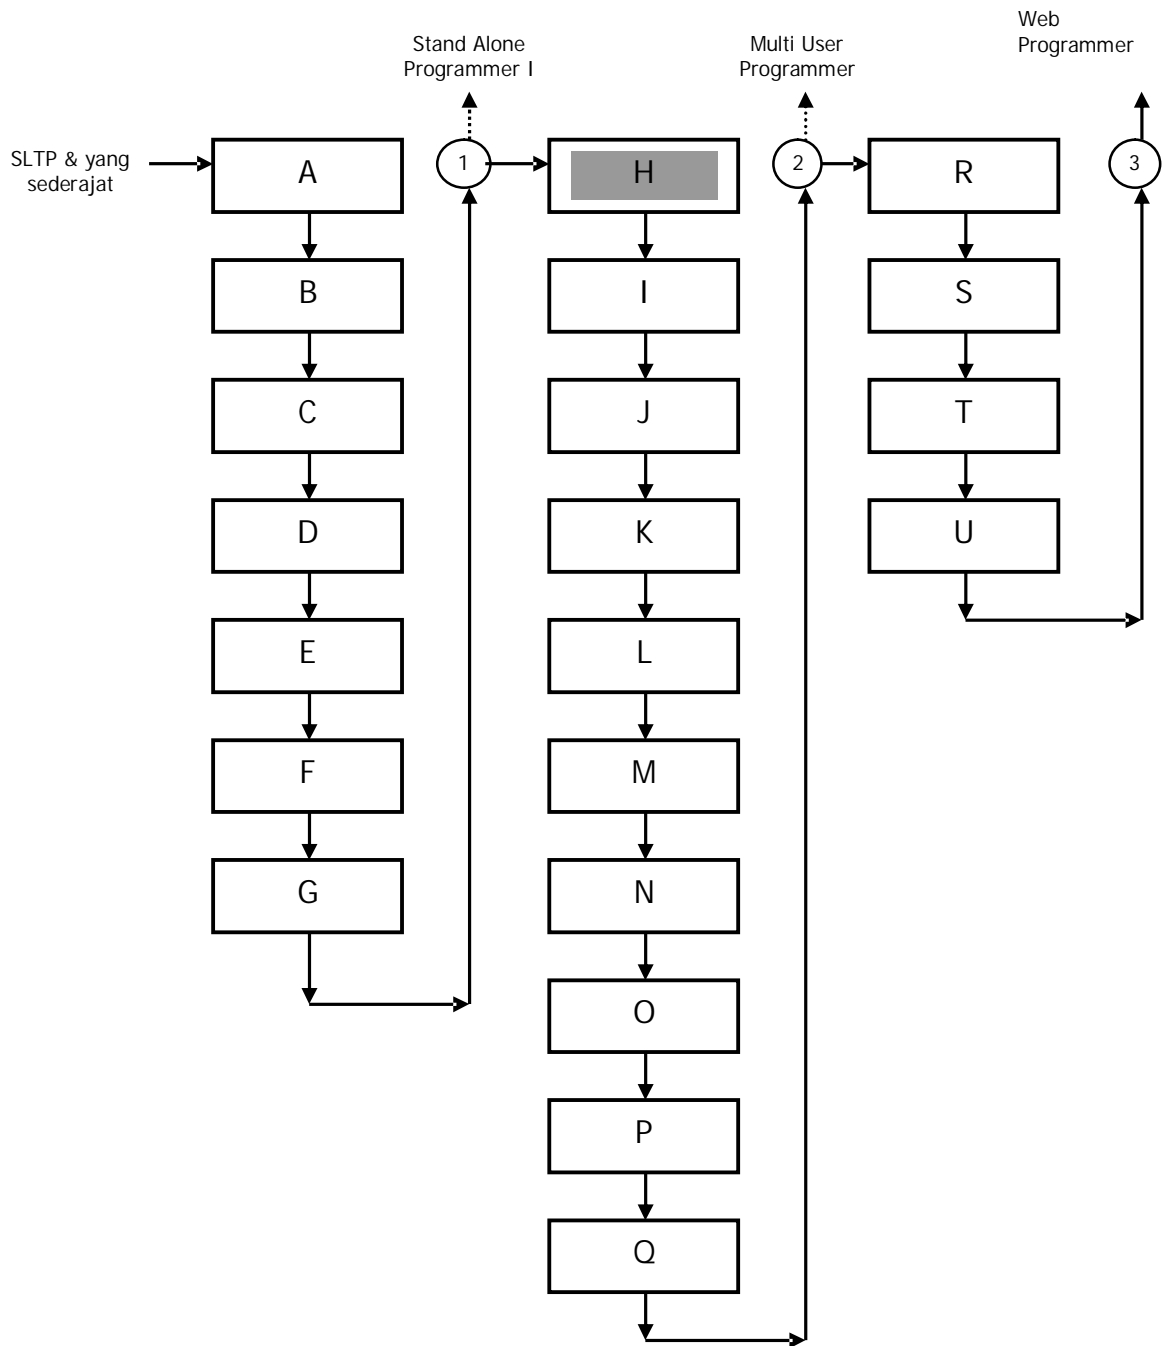 Web
Programmer
Stand Alone
Programmer I
Multi User
Programmer
SLTP & yang
sederajat
A
1
H
2
R
3
B
I
S
C
J
T
D
K
U
E
L
F
M
G
N
O
P
Q